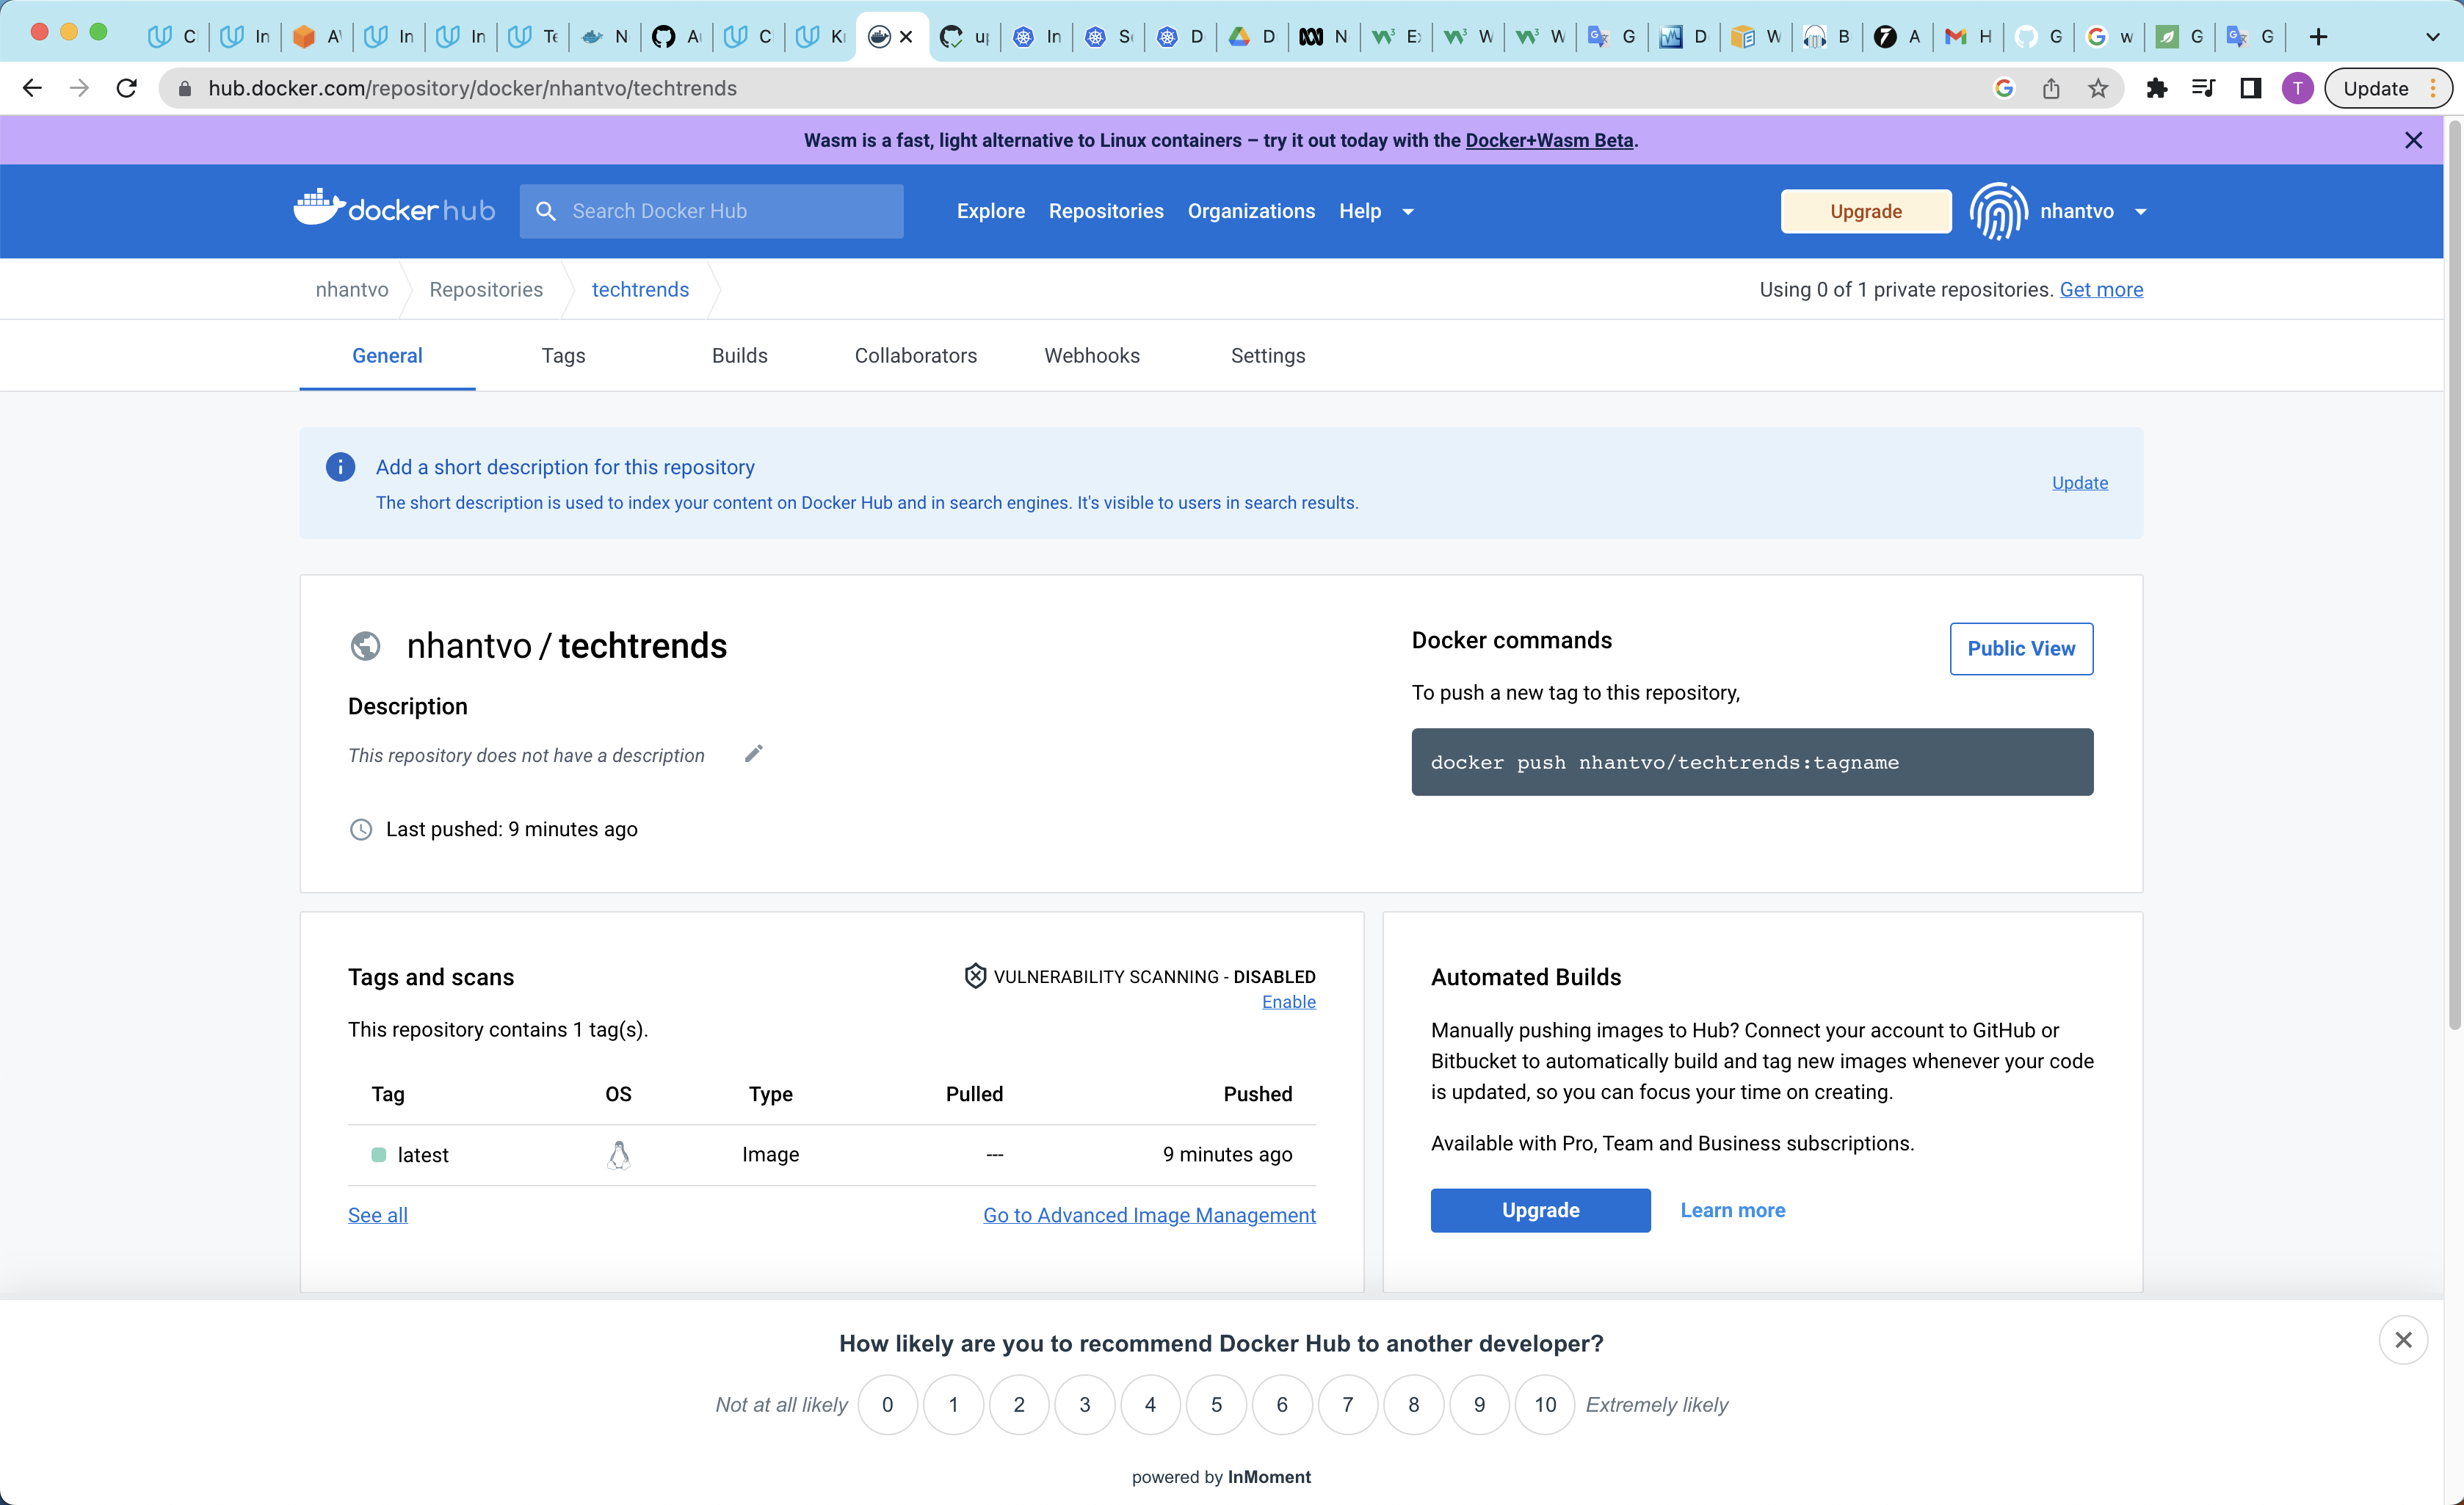 C In A\ In In Te N A C K up In S D D N E W W G D W B A M H G w G G
hub.docker.com/repository/docker/nhantvo/techtrends
T
Update
Wasm is a fast, light alternative to Linux containers – try it out today with the Docker+Wasm Beta.
docker hub
Search Docker Hub
Explore Repositories Organizations Help
Upgrade
nhantvo
nhantvo Repositories techtrends
Using 0 of 1 private repositories. Get more
General Tags Builds Collaborators Webhooks Settings
Add a short description for this repository
The short description is used to index your content on Docker Hub and in search engines. It's visible to users in search results.
Update
nhantvo / techtrends
Description
This repository does not have a description
Last pushed: 9 minutes ago
Docker commands
Public View
To push a new tag to this repository,
docker push nhantvo/techtrends:tagname
Tags and scans
VULNERABILITY SCANNING - DISABLED
Enable
This repository contains 1 tag(s).
Tag OS Type Pulled Pushed
latest Image --- 9 minutes ago
See all
Go to Advanced Image Management
Automated Builds
Manually pushing images to Hub? Connect your account to GitHub or
Bitbucket to automatically build and tag new images whenever your code
is updated, so you can focus your time on creating.
Available with Pro, Team and Business subscriptions.
Upgrade
Learn more
How likely are you to recommend Docker Hub to another developer?
Not at all likely 0 1 2 3 4 5 6 7 8 9 10 Extremely likely
powered by InMoment